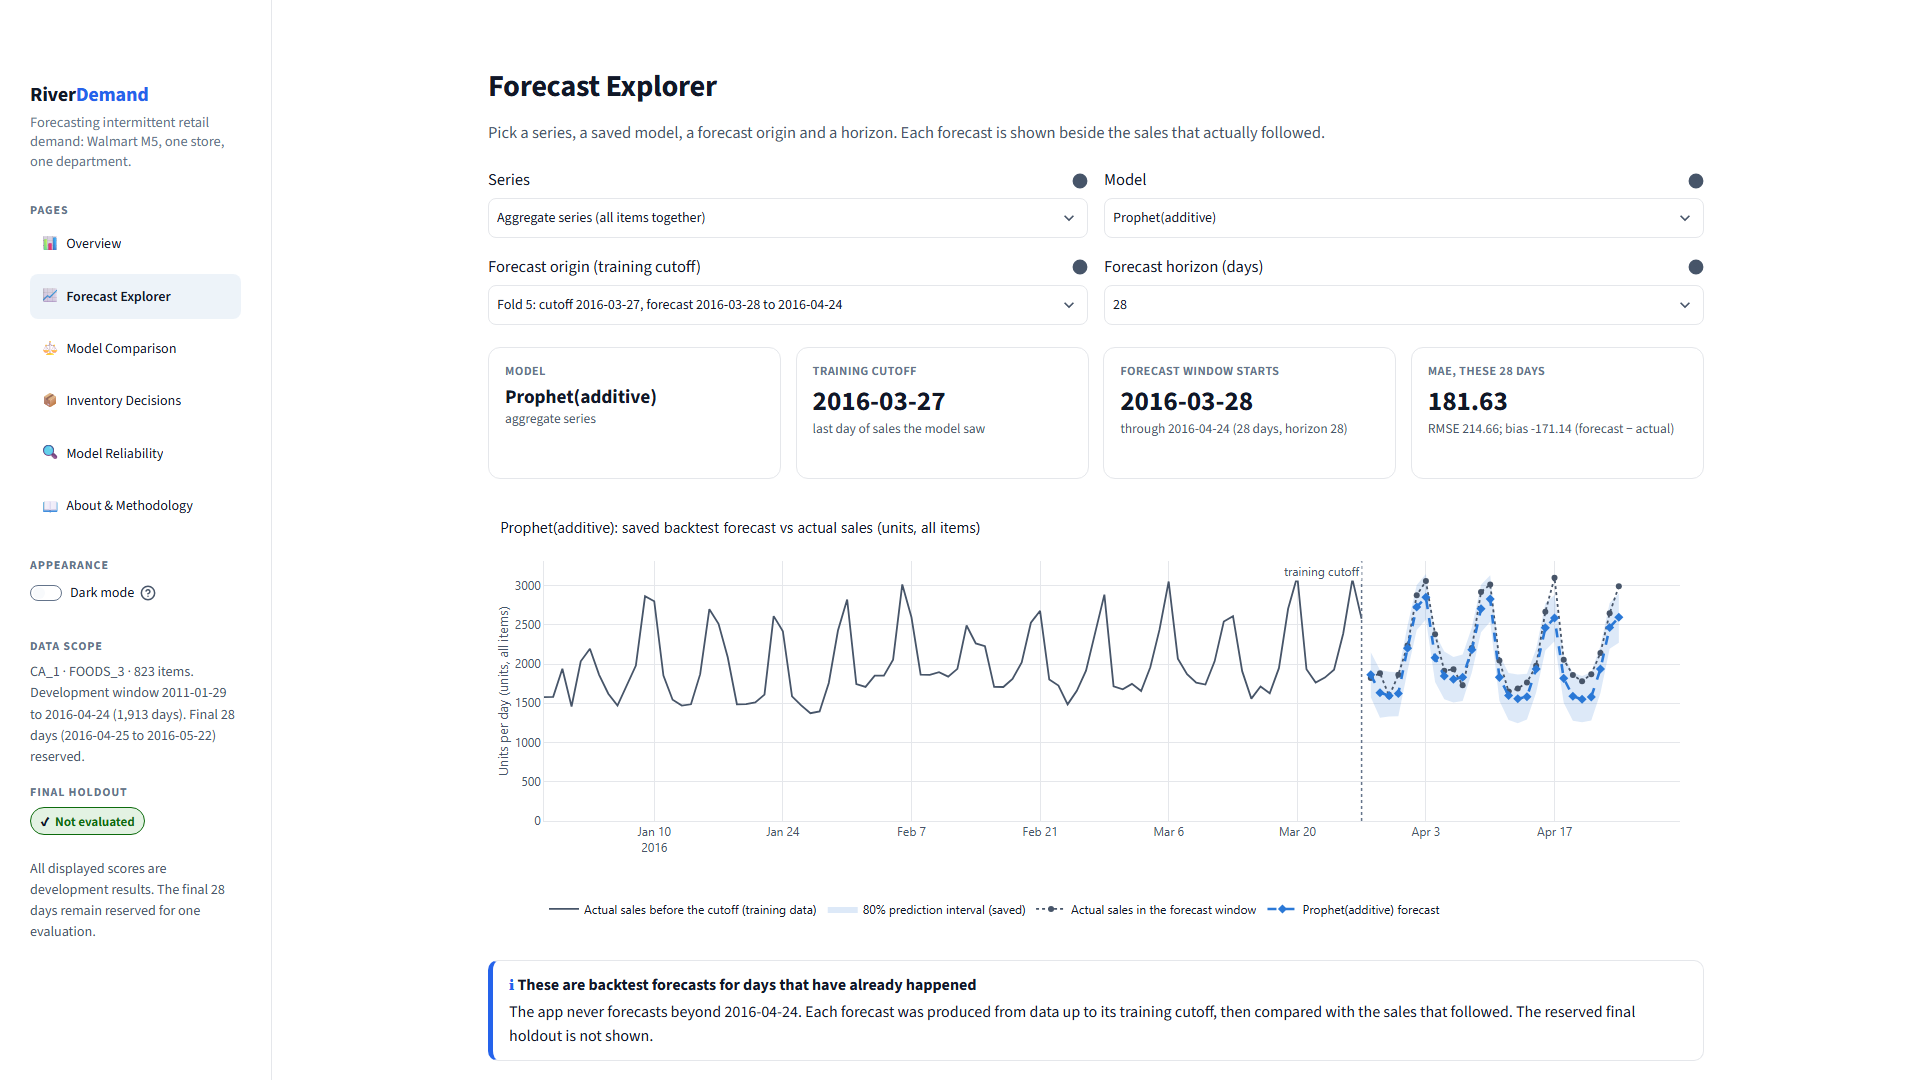 RiverDemand
Forecasting intermittent retail
demand: Walmart M5, one store,
one department.
PAGES
Overview
Forecast Explorer
Model Comparison
Inventory Decisions
Model Reliability
About & Methodology
APPEARANCE
Dark mode
DATA SCOPE
CA_1 · FOODS_3 · 823 items.
Development window 2011-01-29
to 2016-04-24 (1,913 days). Final 28
days (2016-04-25 to 2016-05-22)
reserved.
FINAL HOLDOUT
✓ Not evaluated
All displayed scores are
development results. The final 28
days remain reserved for one
evaluation.
Forecast Explorer
Pick a series, a saved model, a forecast origin and a horizon. Each forecast is shown beside the sales that actually followed.
Series
Aggregate series (all items together)
Model
Prophet(additive)
Forecast origin (training cutoff)
Fold 5: cutoff 2016-03-27, forecast 2016-03-28 to 2016-04-24
Forecast horizon (days)
28
MODEL
Prophet(additive)
aggregate series
TRAINING CUTOFF
2016-03-27
last day of sales the model saw
FORECAST WINDOW STARTS
2016-03-28
through 2016-04-24 (28 days, horizon 28)
MAE, THESE 28 DAYS
181.63
RMSE 214.66; bias -171.14 (forecast − actual)
Prophet(additive): saved backtest forecast vs actual sales (units, all items)
training cutoff
Units per day (units, all items)
3000
2500
2000
1500
1000
500
0
Jan 10
2016
Jan 24
Feb 7
Feb 21
Mar 6
Mar 20
Apr 3
Apr 17
Actual sales before the cutoff (training data)
80% prediction interval (saved)
Actual sales in the forecast window
Prophet(additive) forecast
ℹ These are backtest forecasts for days that have already happened
The app never forecasts beyond 2016-04-24. Each forecast was produced from data up to its training cutoff, then compared with the sales that followed. The reserved final
holdout is not shown.